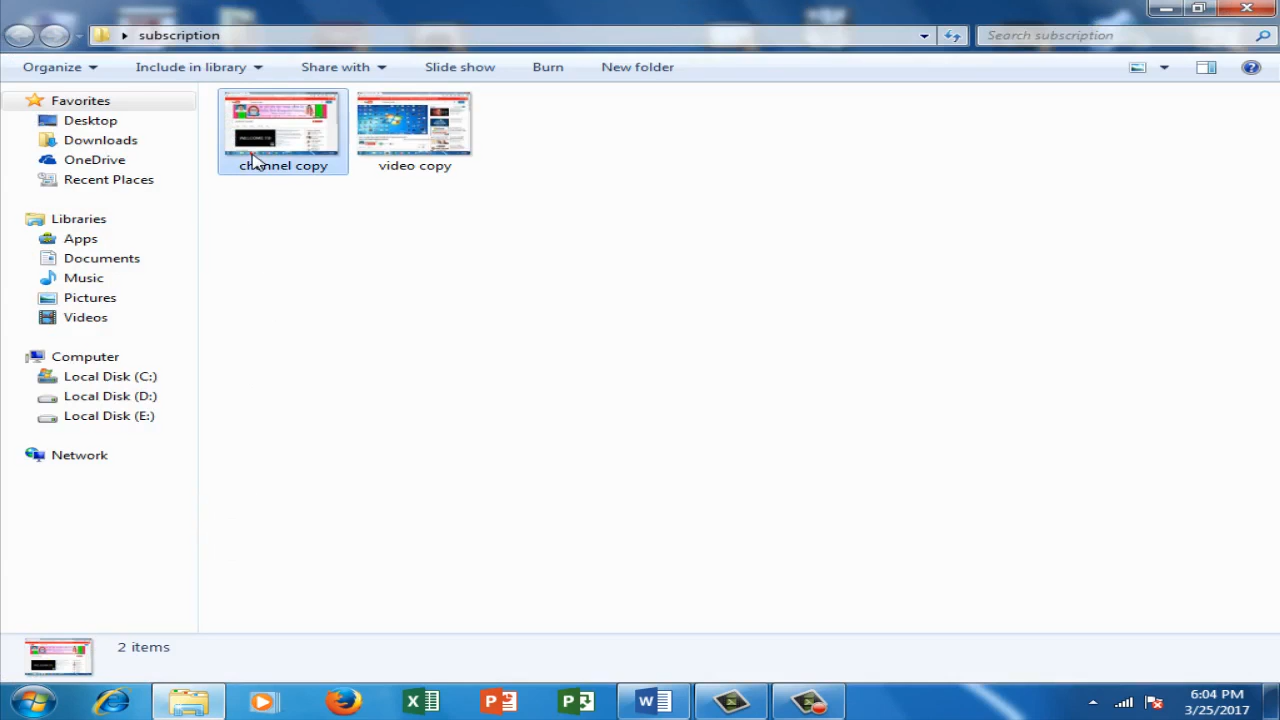 subscription
Search subscription
Organize
Include in library
Share with
Slide show
Burn
New folder
Favorites
Desktop
Downloads
OneDrive
Recent Places
Libraries
Apps
Documents
Music
Pictures
Videos
Computer
Local Disk (C:)
Local Disk (D:)
Local Disk (E:)
Network
channel copy
video copy
2 items
6:04 PM
3/25/2017